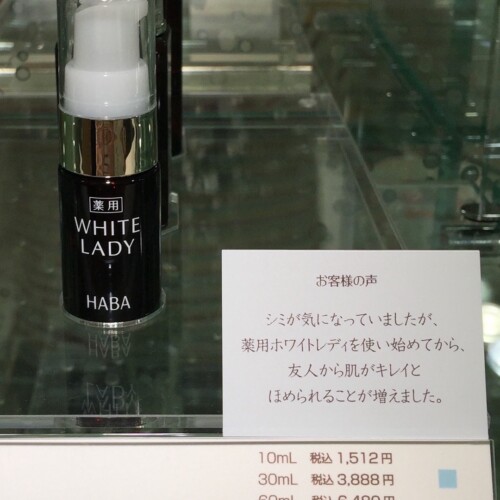 薬用
WHITE
LADY
HABA
お客様の声
シミが気になっていましたが、
薬用ホワイトレディを使い始めてから、
友人から肌がキレイと
ほめられることが増えました。
10mL 税込 1,512円
30mL 税込 3,888円
60mL 税込